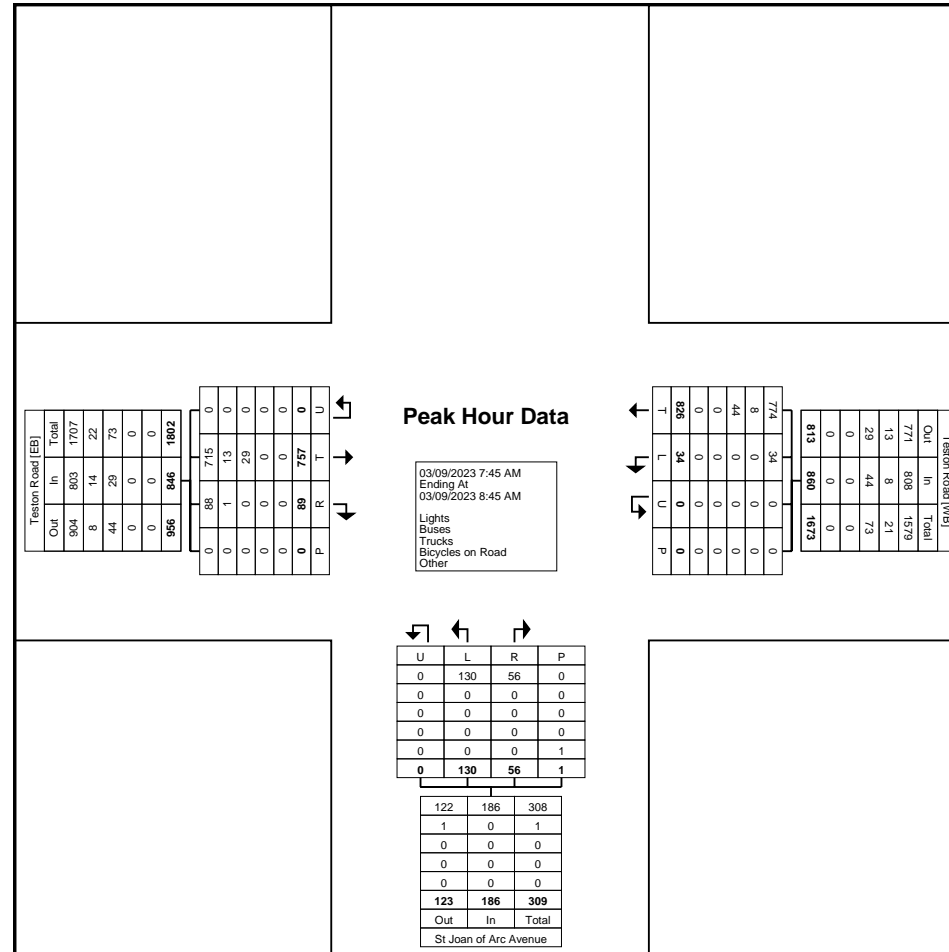 Peak Hour Data
03/09/2023 7:45 AM
Ending At
03/09/2023 8:45 AM
Lights
Buses
Trucks
Bicycles on Road
Other
Teston Road [EB]
Out In Total
904 803 1707
8 14 22
44 29 73
0 0 0
0 0 0
956 846 1802
0 88 715 0
0 1 13 0
0 0 29 0
0 0 0 0
0 0 0 0
0 89 757 0
P R T U
Teston Road [WB]
Out In Total
771 808 1579
13 8 21
29 44 73
0 0 0
0 0 0
813 860 1673
774 34 0 0
8 0 0 0
44 0 0 0
0 0 0 0
0 0 0 0
826 34 0 0
T L U P
U L R P
0 130 56 0
0 0 0 0
0 0 0 0
0 0 0 0
0 0 0 1
0 130 56 1
122 186 308
1 0 1
0 0 0
0 0 0
0 0 0
123 186 309
Out In Total
St Joan of Arc Avenue